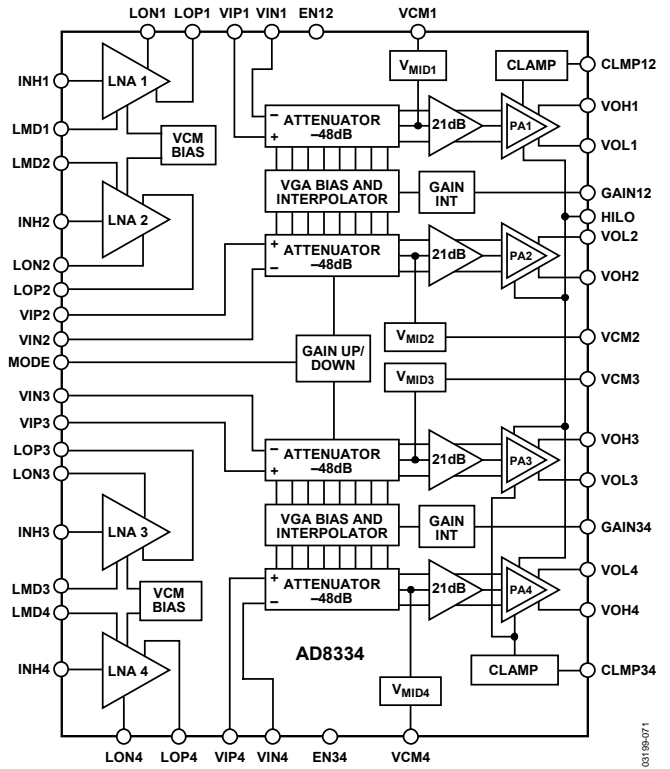 LON1 LOP1 VIP1 VIN1 EN12 VCM1
INH1
LMD1
LMD2
INH2
LON2
LOP2
VIP2
VIN2
MODE
VIN3
VIP3
LOP3
LON3
INH3
LMD3
LMD4
INH4
LNA 1
VCM
BIAS
LNA 2
LNA 3
VCM
BIAS
LNA 4
VMID1
CLAMP
–
+
ATTENUATOR
–48dB
21dB
PA1
VGA BIAS AND
INTERPOLATOR
GAIN
INT
+
–
ATTENUATOR
–48dB
21dB
PA2
VMID2
GAIN UP/
DOWN
VMID3
–
+
ATTENUATOR
–48dB
21dB
PA3
VGA BIAS AND
INTERPOLATOR
GAIN
INT
+
–
ATTENUATOR
–48dB
21dB
PA4
AD8334
VMID4
CLAMP
CLMP12
VOH1
VOL1
GAIN12
HILO
VOL2
VOH2
VCM2
VCM3
VOH3
VOL3
GAIN34
VOL4
VOH4
CLMP34
LON4 LOP4 VIP4 VIN4 EN34 VCM4
03199-071